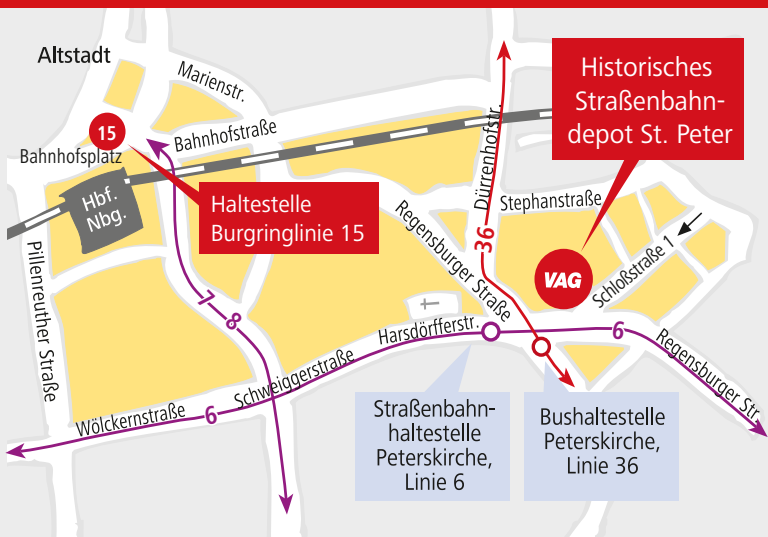 Altstadt
Marienstr.
15
Bahnhofsplatz
Bahnhofstraße
Hbf.
Nbg.
Haltestelle
Burgringlinie 15
Historisches
Straßenbahn-
depot St. Peter
Dürrenhofstr.
Stephanstraße
36
Regensburger Straße
VAG
Schloßstraße 1
Pillenreuther Straße
7
8
Harsdörfferstr.
6
Regensburger Str.
Schweiggerstraße
6
Wölckernstraße
Straßenbahn-
haltestelle
Peterskirche,
Linie 6
Bushaltestelle
Peterskirche,
Linie 36